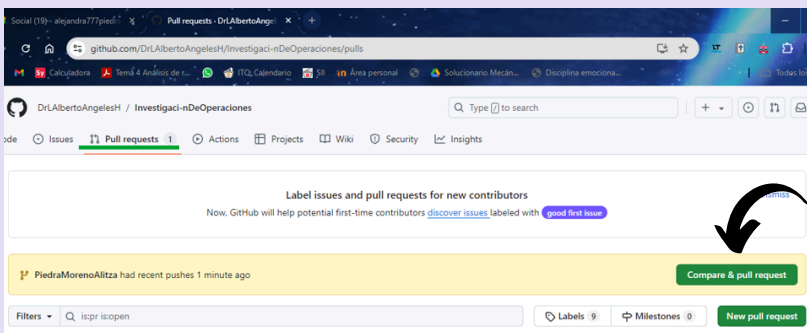 Social (19) - alejandra777piedr
Pull requests · DrLAlbertoAngel
github.com/DrLAlbertoAngelesH/Investigaci-nDeOperaciones/pulls
Calculadora Tema 4 Análisis de r... ITQ, Calendario SII Área personal Solucionario Mecán... Disciplina emociona... Todos los
DrLAlbertoAngelesH / Investigaci-nDeOperaciones Type / to search
ode Issues Pull requests 1 Actions Projects Wiki Security Insights
Label issues and pull requests for new contributors
Now, GitHub will help potential first-time contributors discover issues labeled with good first issue
PiedraMorenoAlitza had recent pushes 1 minute ago Compare & pull request
Filters is:pr is:open Labels 9 Milestones 0 New pull request